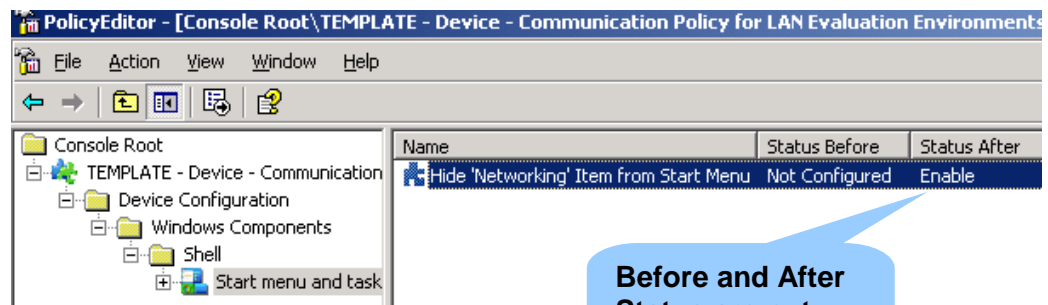 PolicyEditor - [Console Root\TEMPLATE - Device - Communication Policy for LAN Evaluation Environments
File Action View Window Help
Console Root
TEMPLATE - Device - Communication
Device Configuration
Windows Components
Shell
Start menu and task
Name Status Before Status After
Hide 'Networking' Item from Start Menu Not Configured Enable
Before and After